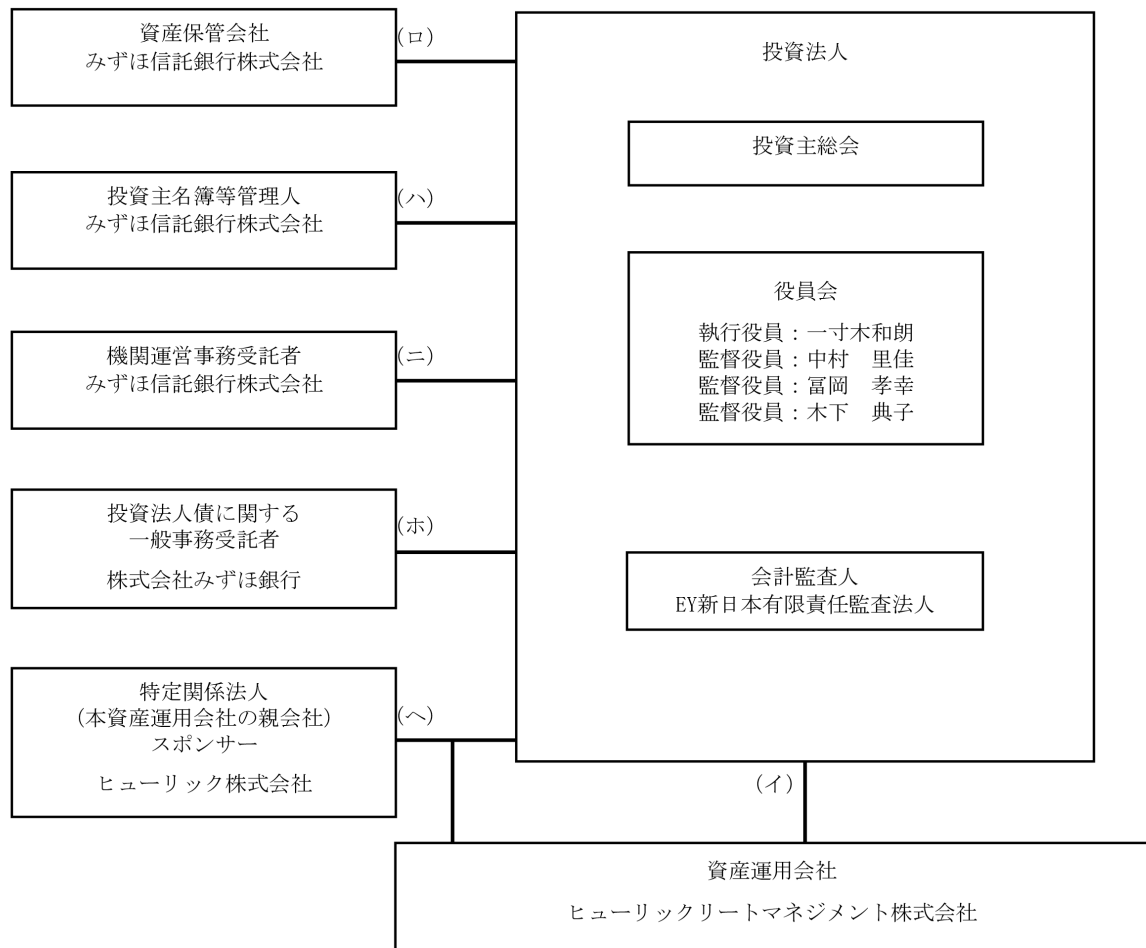 資産保管会社
みずほ信託銀行株式会社
(ロ)
投資主名簿等管理人
みずほ信託銀行株式会社
(ハ)
機関運営事務受託者
みずほ信託銀行株式会社
(ニ)
投資法人債に関する
一般事務受託者
株式会社みずほ銀行
(ホ)
特定関係法人
(本資産運用会社の親会社)
スポンサー
ヒューリック株式会社
(ヘ)
投資法人
投資主総会
役員会
執行役員：一寸木和朗
監督役員：中村　里佳
監督役員：冨岡　孝幸
監督役員：木下　典子
会計監査人
EY新日本有限責任監査法人
(イ)
資産運用会社
ヒューリックリートマネジメント株式会社